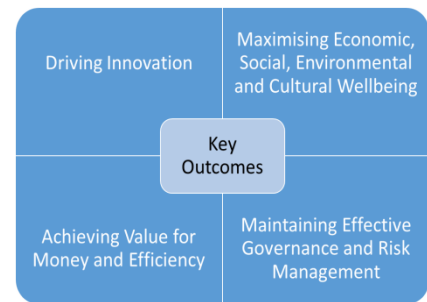 Driving Innovation
Maximising Economic,
Social, Environmental
and Cultural Wellbeing
Key
Outcomes
Achieving Value for
Money and Efficiency
Maintaining Effective
Governance and Risk
Management